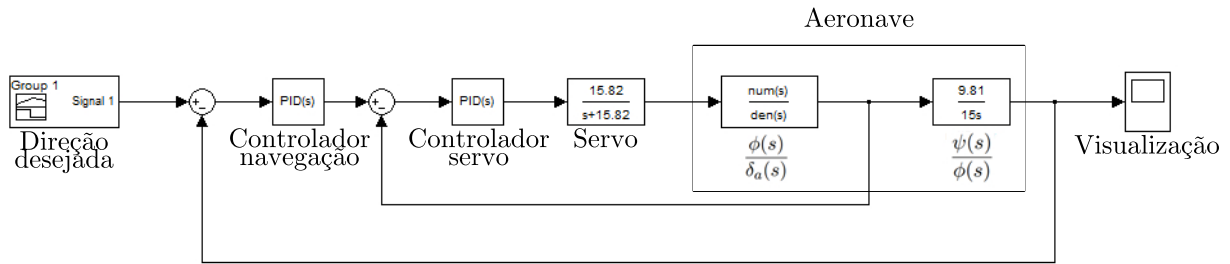 Aeronave
Group 1
Signal 1
Direção
desejada
+
−
PID(s)
Controlador
navegação
+
−
PID(s)
Controlador
servo
15.82
s+15.82
Servo
num(s)
den(s)
ϕ(s)
δₐ(s)
9.81
15s
ψ(s)
ϕ(s)
Visualização